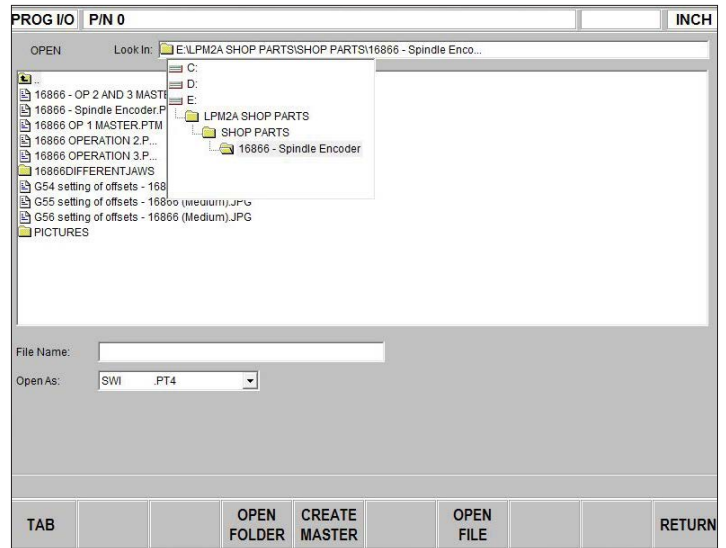 PROG I/O P/N 0 INCH
OPEN Look In: E:\LPM2A SHOP PARTS\SHOP PARTS\16866 - Spindle Enco...
C:
D:
E:
LPM2A SHOP PARTS
SHOP PARTS
16866 - Spindle Encoder
..
16866 - OP 2 AND 3 MASTE
16866 - Spindle Encoder.P
16866 OP 1 MASTER.PTM
16866 OPERATION 2.P...
16866 OPERATION 3.P...
16866DIFFERENTJAWS
G54 setting of offsets - 168
G55 setting of offsets - 16866 (Medium).JPG
G56 setting of offsets - 16866 (Medium).JPG
PICTURES
File Name:
Open As: SWI .PT4
TAB OPEN FOLDER CREATE MASTER OPEN FILE RETURN